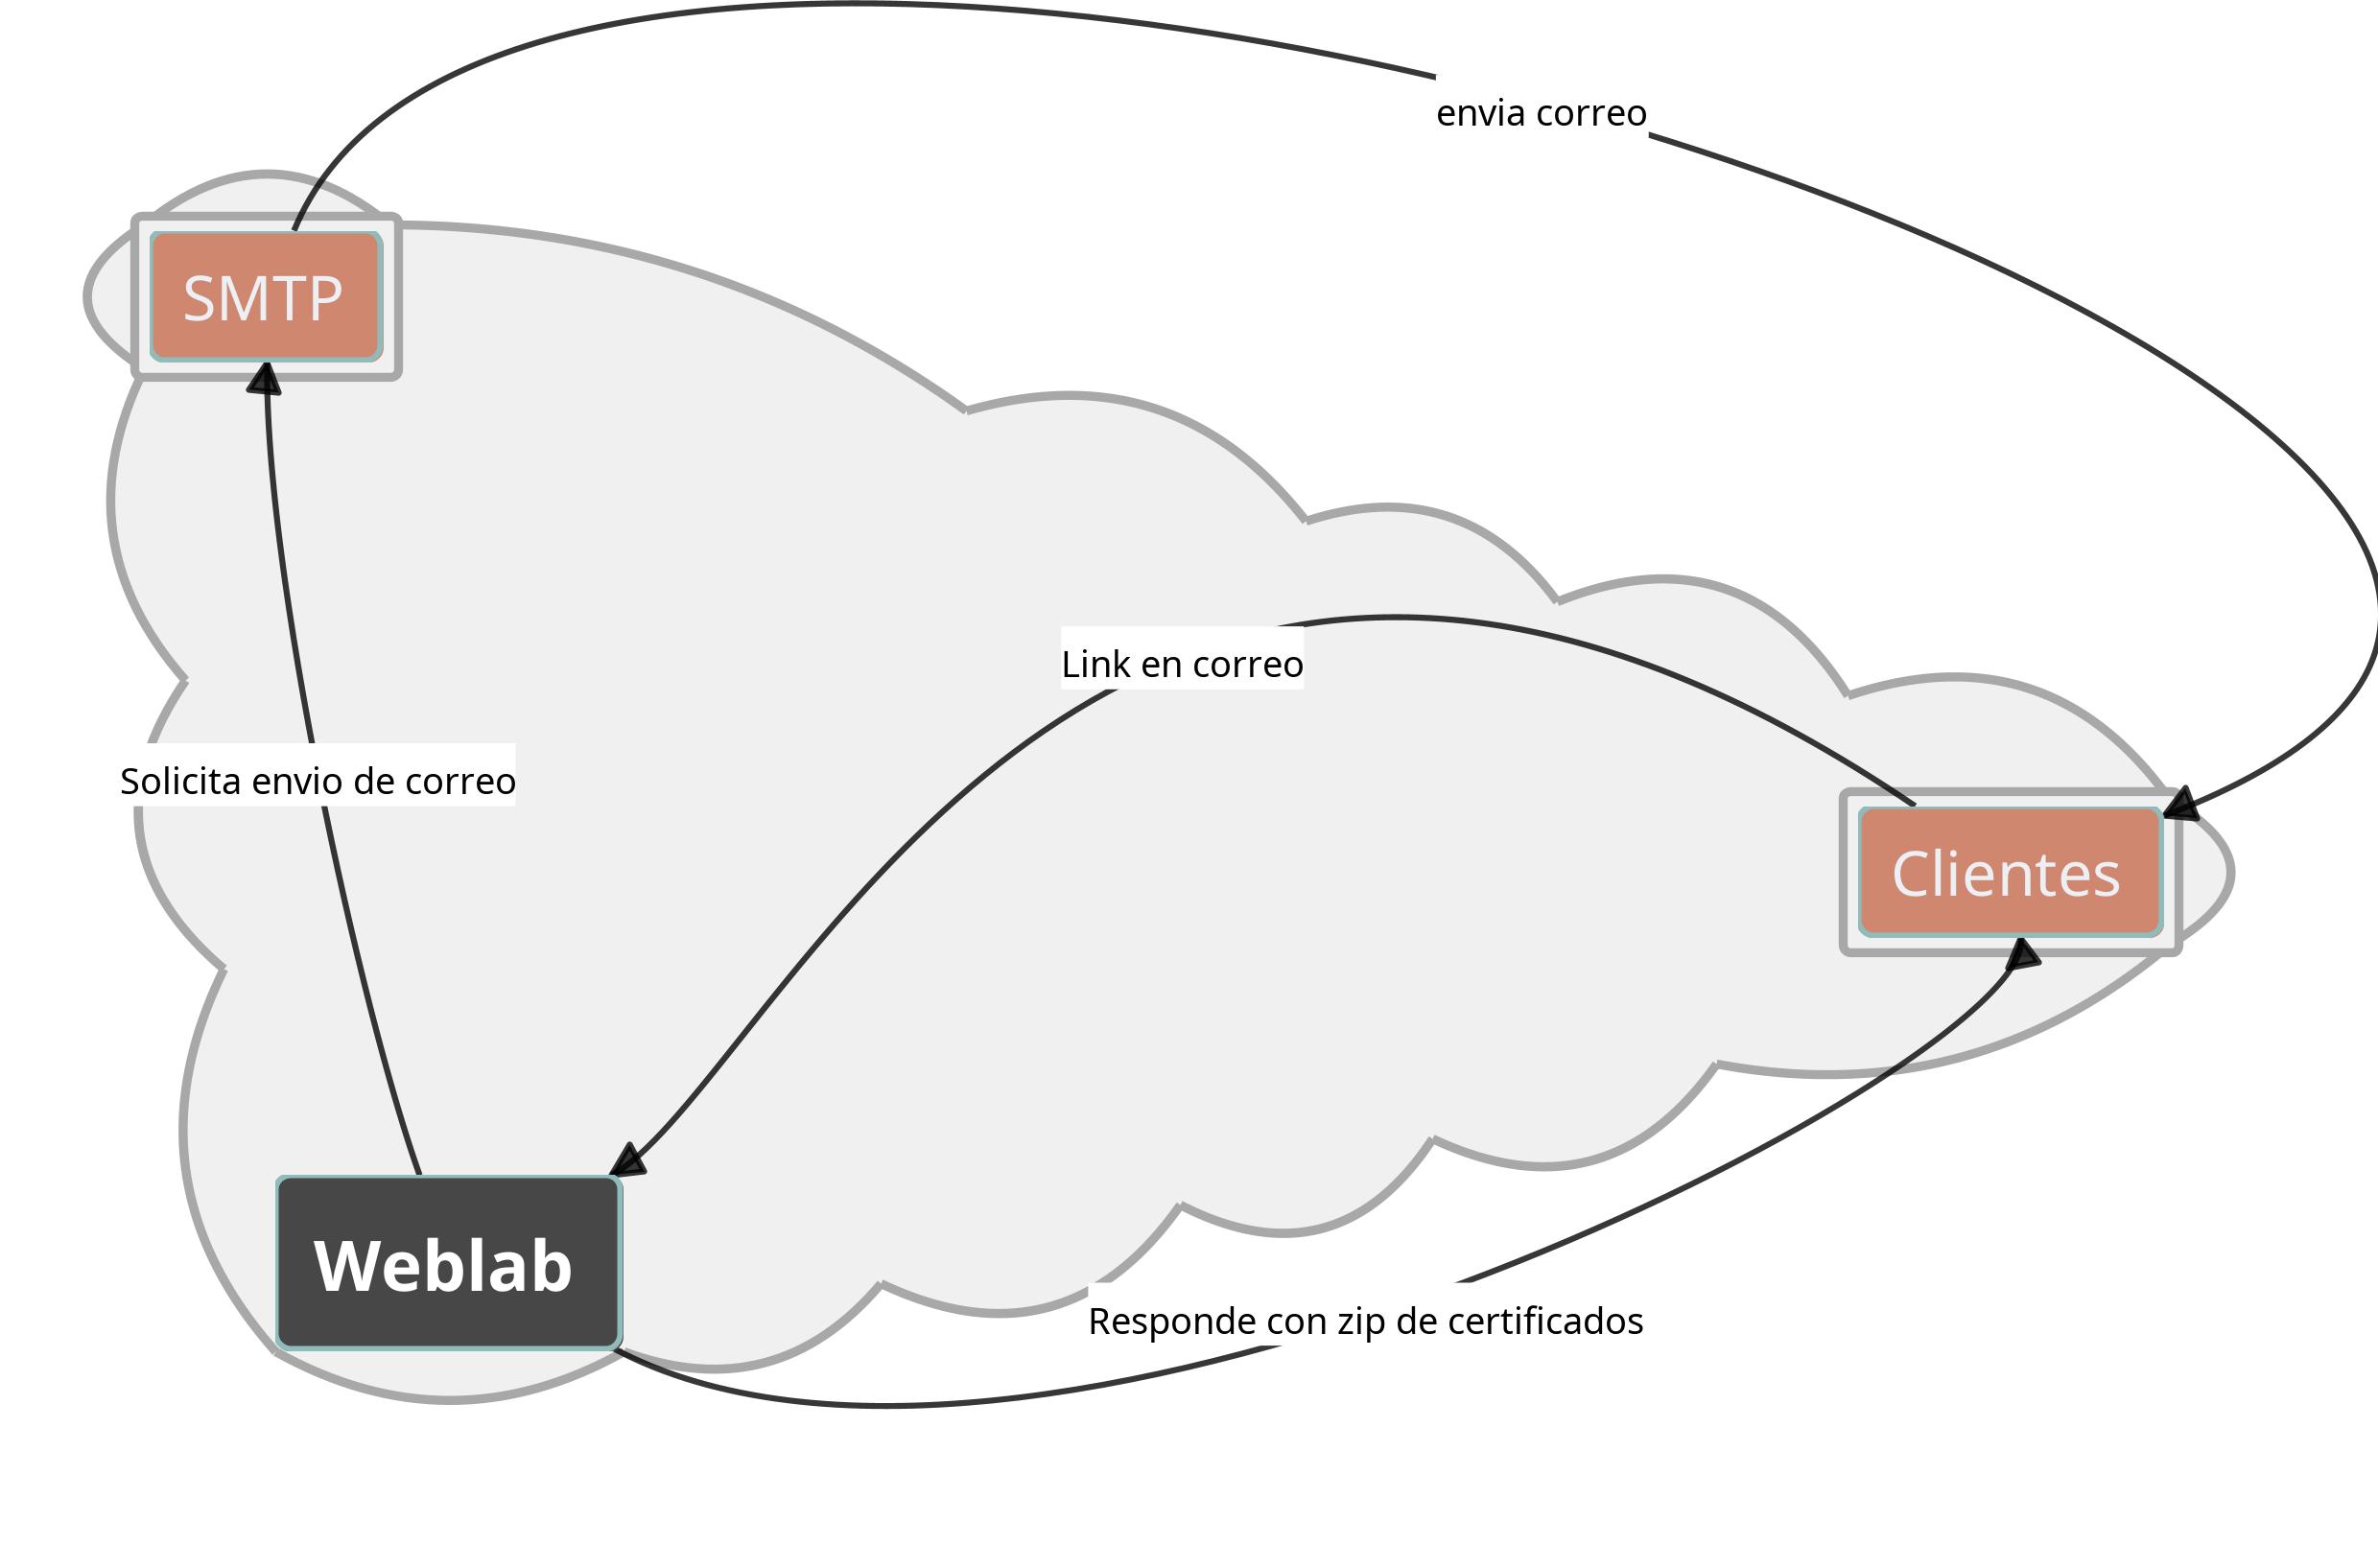 envia correo
SMTP
Link en correo
Solicita envio de correo
Clientes
Weblab
Responde con zip de certificados